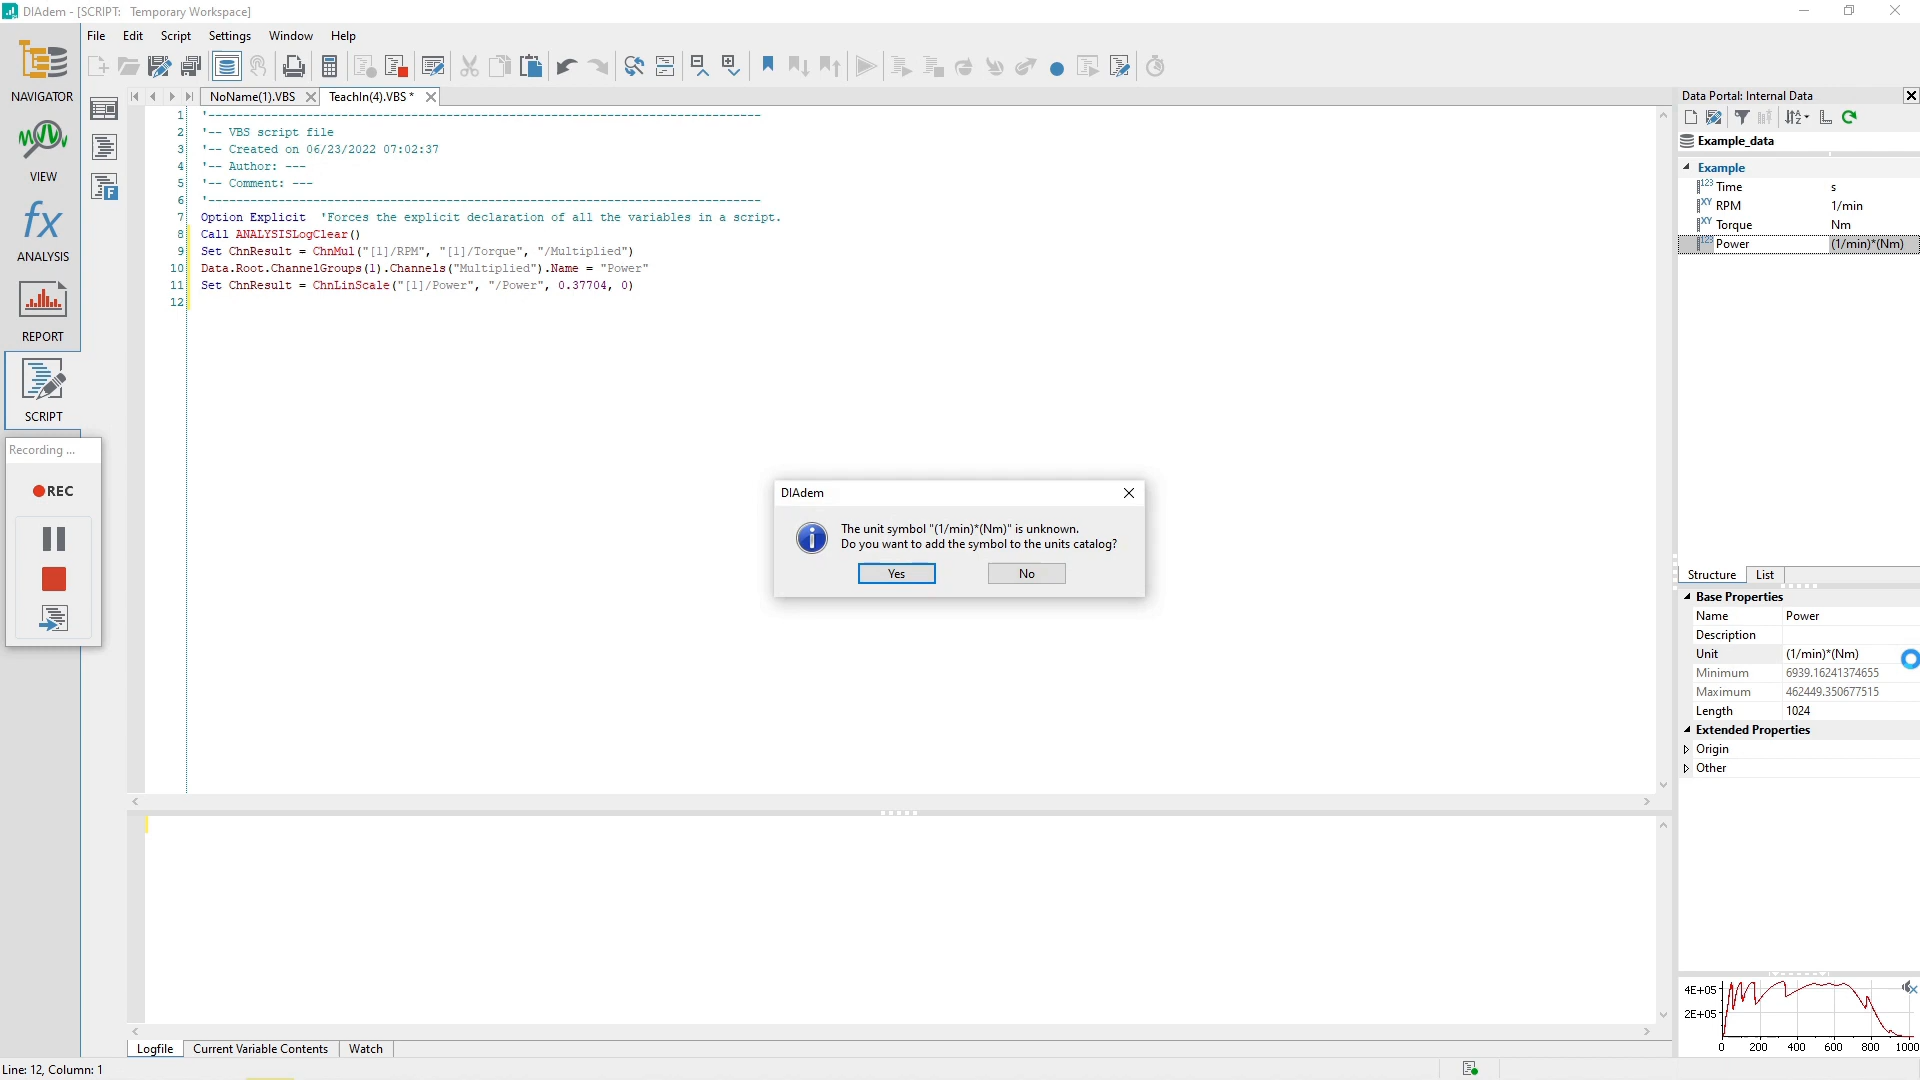 DIAdem - [SCRIPT:   Temporary Workspace]
File Edit Script Settings Window Help
NAVIGATOR
VIEW
ANALYSIS
REPORT
SCRIPT
Recording ...
REC
NoName(1).VBS
TeachIn(4).VBS *
1 '-------------------------------------------------------------------------------
2 '-- VBS script file
3 '-- Created on 06/23/2022 07:02:37
4 '-- Author: ---
5 '-- Comment: ---
6 '-------------------------------------------------------------------------------
7 Option Explicit  'Forces the explicit declaration of all the variables in a script.
8 Call ANALYSISLogClear()
9 Set ChnResult = ChnMul("[1]/RPM", "[1]/Torque", "/Multiplied")
10 Data.Root.ChannelGroups(1).Channels("Multiplied").Name = "Power"
11 Set ChnResult = ChnLinScale("[1]/Power", "/Power", 0.37704, 0)
12
DIAdem
The unit symbol "(1/min)*(Nm)" is unknown.
Do you want to add the symbol to the units catalog?
Yes No
Data Portal: Internal Data
Example_data
Example
Time s
RPM 1/min
Torque Nm
Power (1/min)*(Nm)
Structure List
Base Properties
Name Power
Description
Unit (1/min)*(Nm)
Minimum 6939.16241374655
Maximum 462449.350677515
Length 1024
Extended Properties
Origin
Other
4E+05
2E+05
0 200 400 600 800 1000
Logfile Current Variable Contents Watch
Line: 12, Column: 1